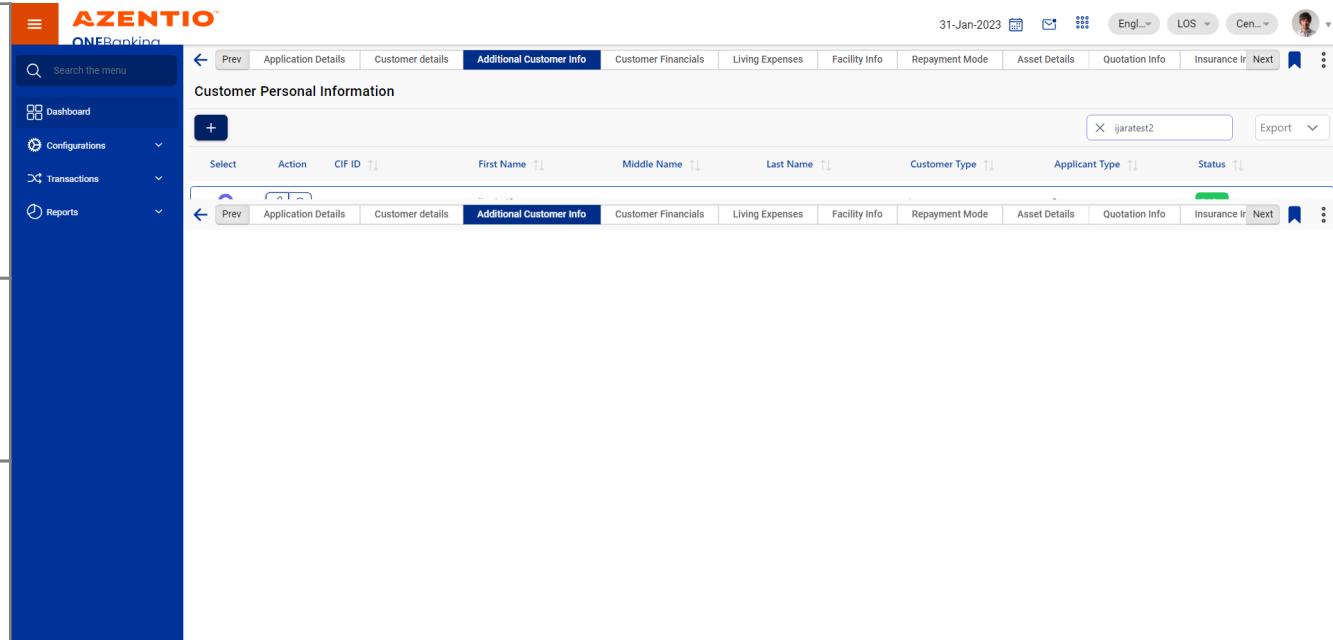 AZENTIO
ONEBanking
31-Jan-2023 Engl... LOS Cen...
Search the menu
Dashboard
Configurations
Transactions
Reports
Prev Application Details Customer details Additional Customer Info Customer Financials Living Expenses Facility Info Repayment Mode Asset Details Quotation Info Insurance Ir Next
Customer Personal Information
+ ijaratest2 Export
Select Action CIF ID First Name Middle Name Last Name Customer Type Applicant Type Status
Prev Application Details Customer details Additional Customer Info Customer Financials Living Expenses Facility Info Repayment Mode Asset Details Quotation Info Insurance Ir Next